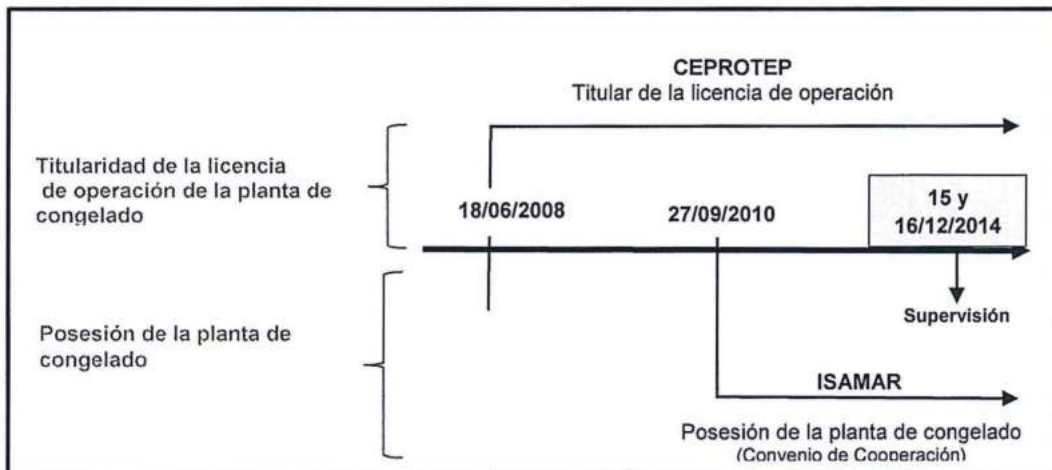 CEPROTEP
Titular de la licencia de operación
Titularidad de la licencia
de operación de la planta de
congelado
18/06/2008
27/09/2010
15 y
16/12/2014
Supervisión
Posesión de la planta de
congelado
ISAMAR
Posesión de la planta de congelado
(Convenio de Cooperación)